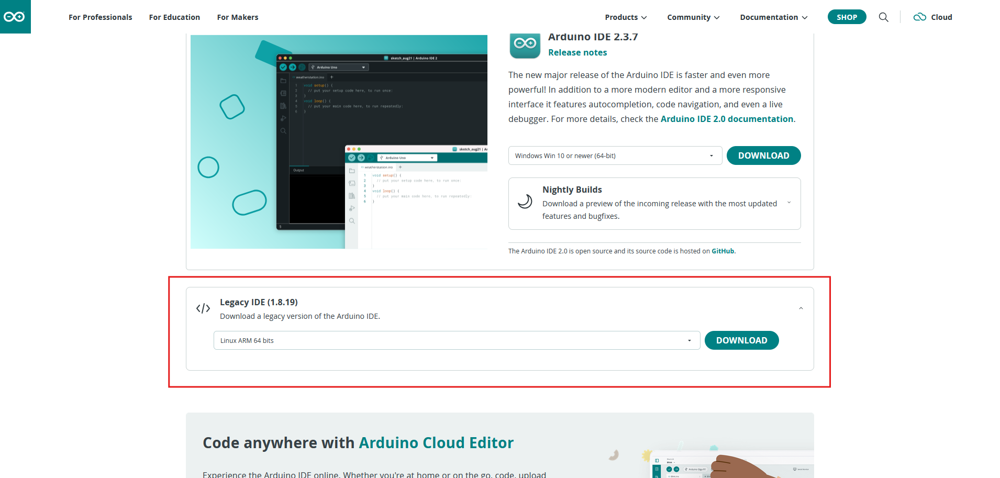 For Professionals
For Education
For Makers
Products
Community
Documentation
SHOP
Cloud
sketch_aug21 | Arduino IDE 2
Arduino Uno
weatherstation.ino
1 void setup() {
2 // put your setup code here, to run once:
3 }
4 void loop() {
5 // put your main code here, to run repeatedly:
6 }
Output
5
sketch_aug21 | A
Arduino Uno
weatherstation.ino
1 void setup() {
2 // put your setup code here, to run once:
3 }
4 void loop() {
5 // put your main code here, to run repeatedly:
6 }
Arduino IDE 2.3.7
Release notes
The new major release of the Arduino IDE is faster and even more
powerful! In addition to a more modern editor and a more responsive
interface it features autocompletion, code navigation, and even a live
debugger. For more details, check the Arduino IDE 2.0 documentation.
Windows Win 10 or newer (64-bit)
DOWNLOAD
Nightly Builds
Download a preview of the incoming release with the most updated
features and bugfixes.
The Arduino IDE 2.0 is open source and its source code is hosted on GitHub.
Legacy IDE (1.8.19)
Download a legacy version of the Arduino IDE.
Linux ARM 64 bits
DOWNLOAD
Code anywhere with Arduino Cloud Editor
Experience the Arduino IDE online. Whether you're at home or on the go, code, upload
Sketch
Blink
Arduino Giga R1
Serial Monitor